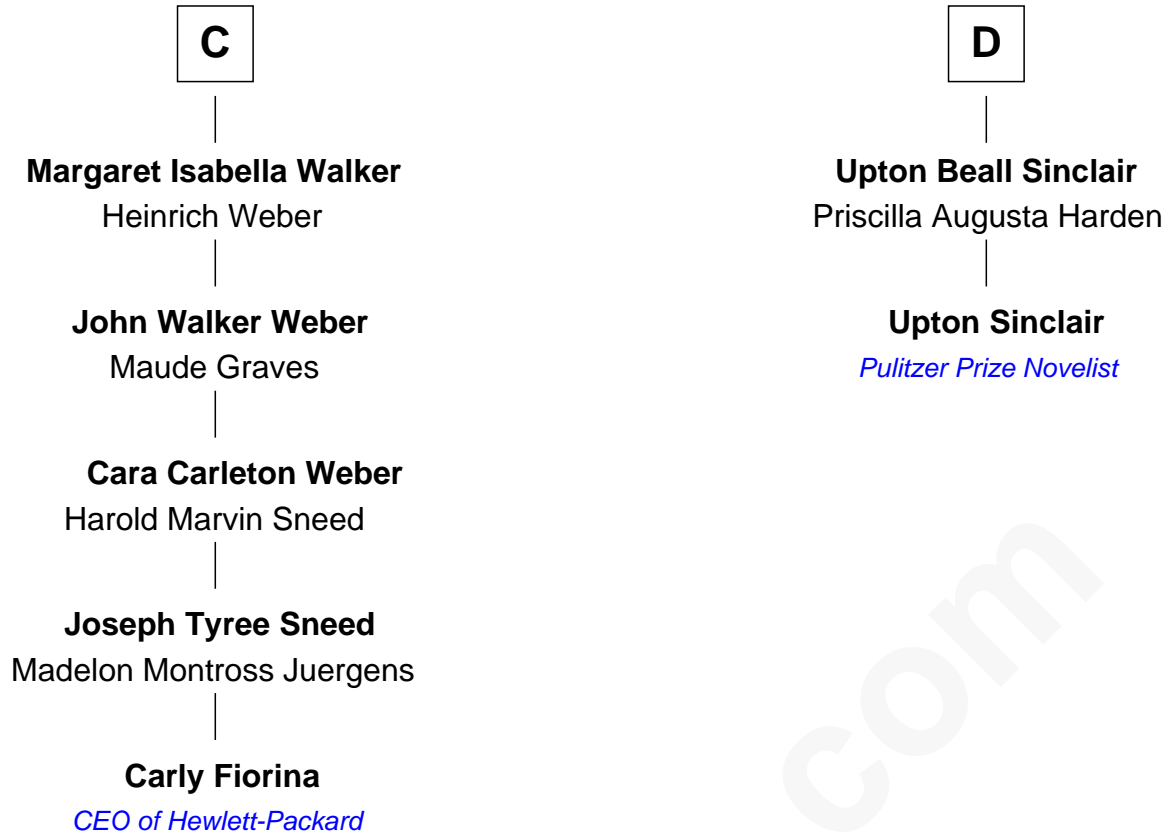 C
Margaret Isabella Walker
Heinrich Weber
John Walker Weber
Maude Graves
Cara Carleton Weber
Harold Marvin Sneed
Joseph Tyree Sneed
Madelon Montross Juergens
Carly Fiorina
CEO of Hewlett-Packard
D
Upton Beall Sinclair
Priscilla Augusta Harden
Upton Sinclair
Pulitzer Prize Novelist
com